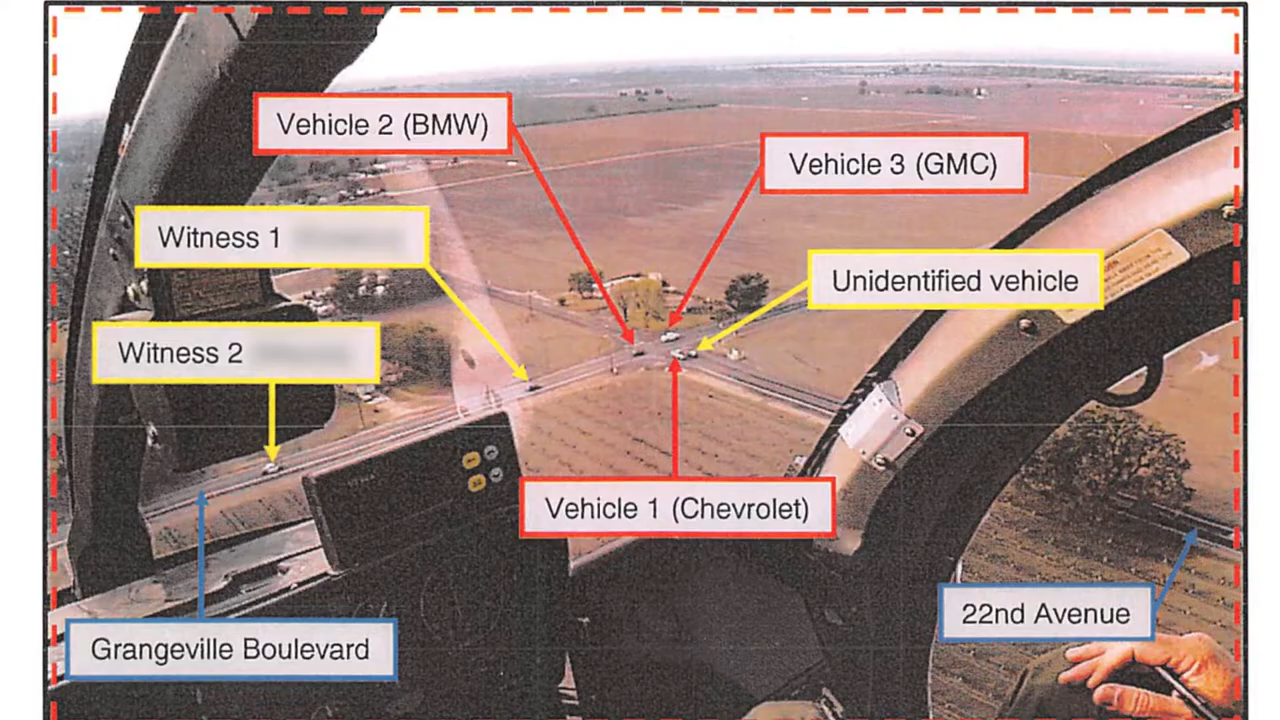 Vehicle 2 (BMW)
Vehicle 3 (GMC)
Witness 1
Unidentified vehicle
Witness 2
Vehicle 1 (Chevrolet)
22nd Avenue
Grangeville Boulevard